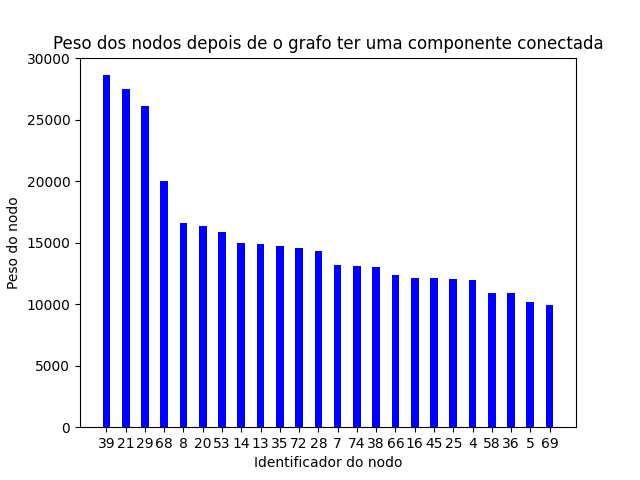 Peso dos nodos depois de o grafo ter uma componente conectada
30000
25000
20000
15000
10000
5000
0
Peso do nodo
39 21 29 68 8 20 53 14 13 35 72 28 7 74 38 66 16 45 25 4 58 36 5 69
Identificador do nodo